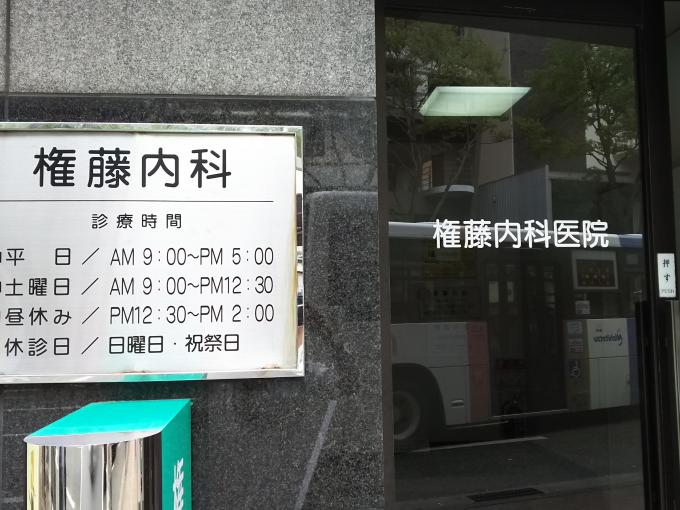 権藤内科
診療時間
平 日 / AM 9:00〜PM 5:00
土曜日 / AM 9:00〜PM12:30
昼休み / PM12:30〜PM 2:00
休診日 / 日曜日・祝祭日
権藤内科医院
押す